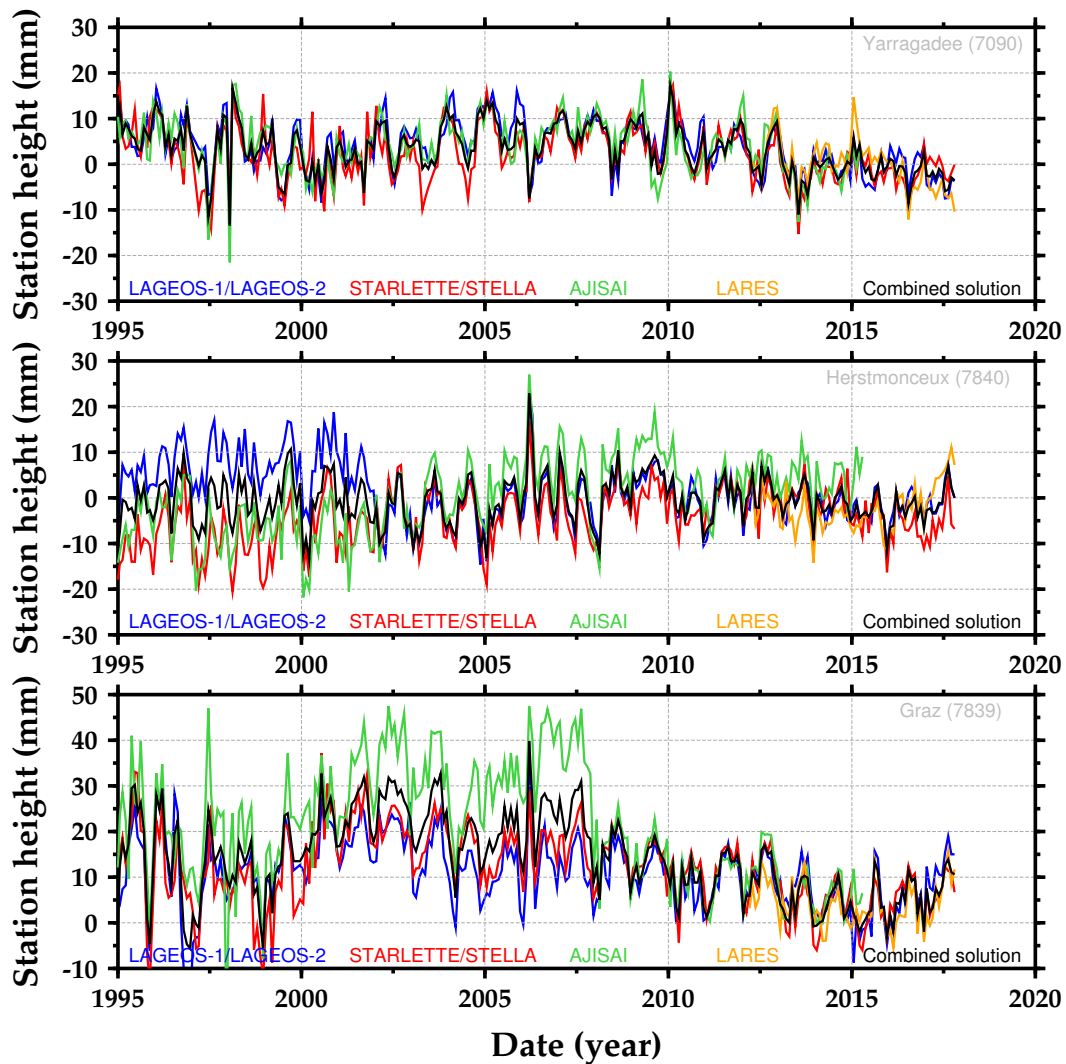 Station height (mm)
30
20
10
0
-10
-20
-30
Yarragadee (7090)
LAGEOS-1/LAGEOS-2 STARLETTE/STELLA AJISAI LARES Combined solution
1995 2000 2005 2010 2015 2020
Station height (mm)
30
20
10
0
-10
-20
-30
Herstmonceux (7840)
LAGEOS-1/LAGEOS-2 STARLETTE/STELLA AJISAI LARES Combined solution
1995 2000 2005 2010 2015 2020
Station height (mm)
50
40
30
20
10
0
-10
Graz (7839)
LAGEOS-1/LAGEOS-2 STARLETTE/STELLA AJISAI LARES Combined solution
1995 2000 2005 2010 2015 2020
Date (year)